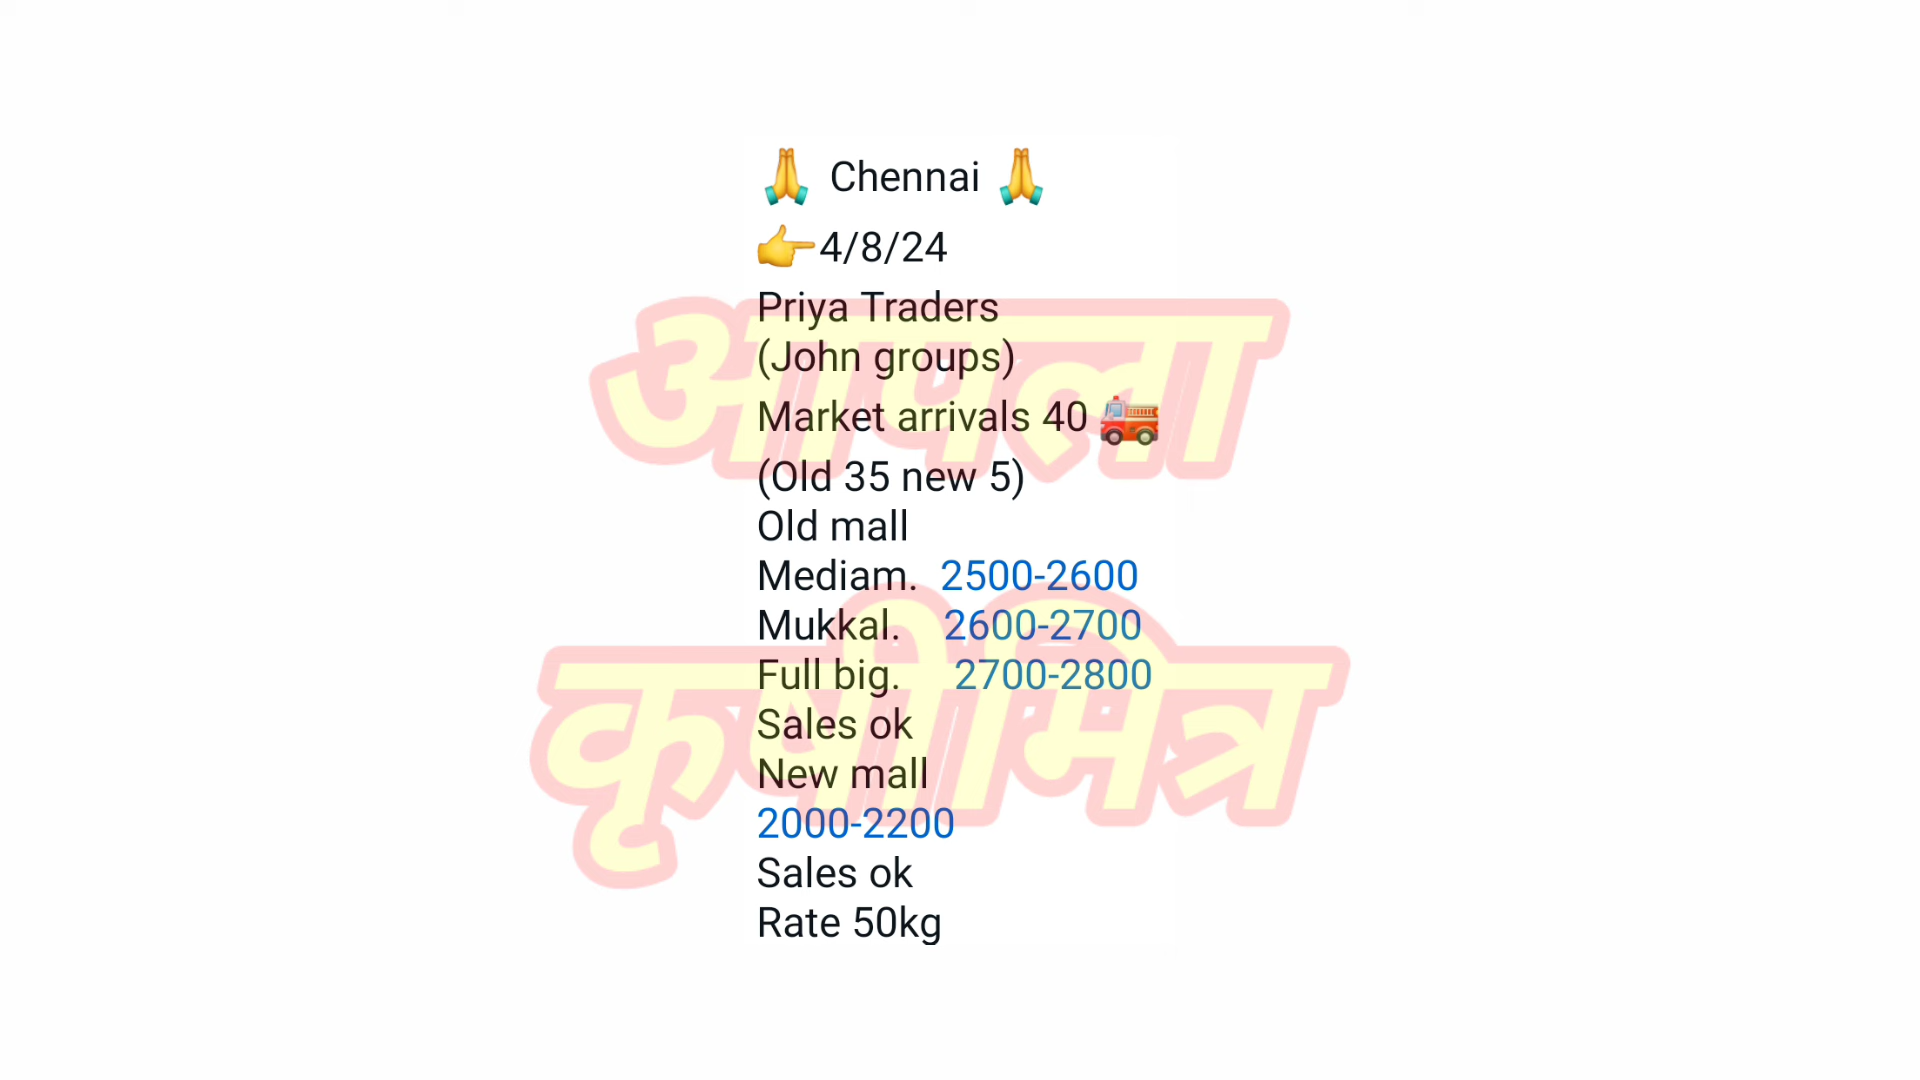 🙏 Chennai 🙏
👉4/8/24
Priya Traders
(John groups)
Market arrivals 40 🚒
(Old 35 new 5)
Old mall
Mediam. 2500-2600
Mukkal. 2600-2700
Full big. 2700-2800
Sales ok
New mall
2000-2200
Sales ok
Rate 50kg
आपला
कृषीमित्र